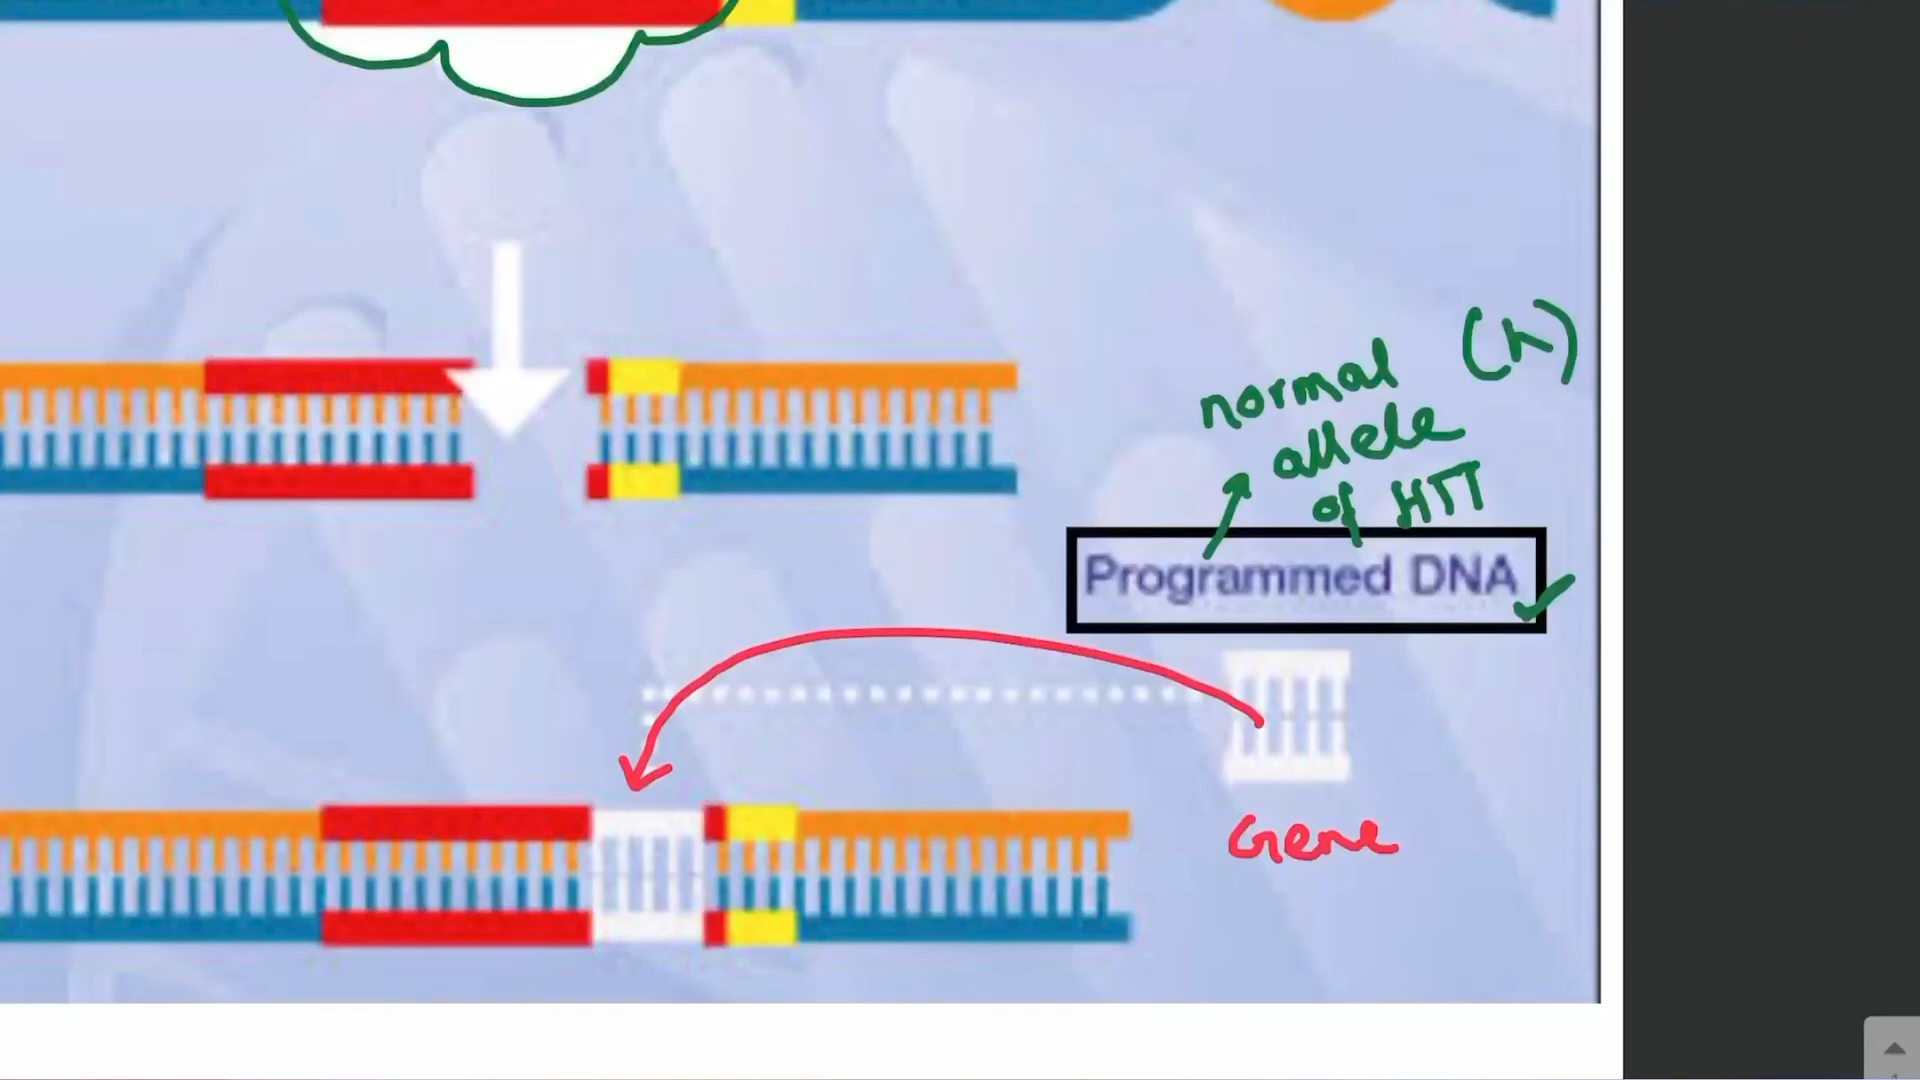 normal (h)
allele
of HTT
Programmed DNA
Gene